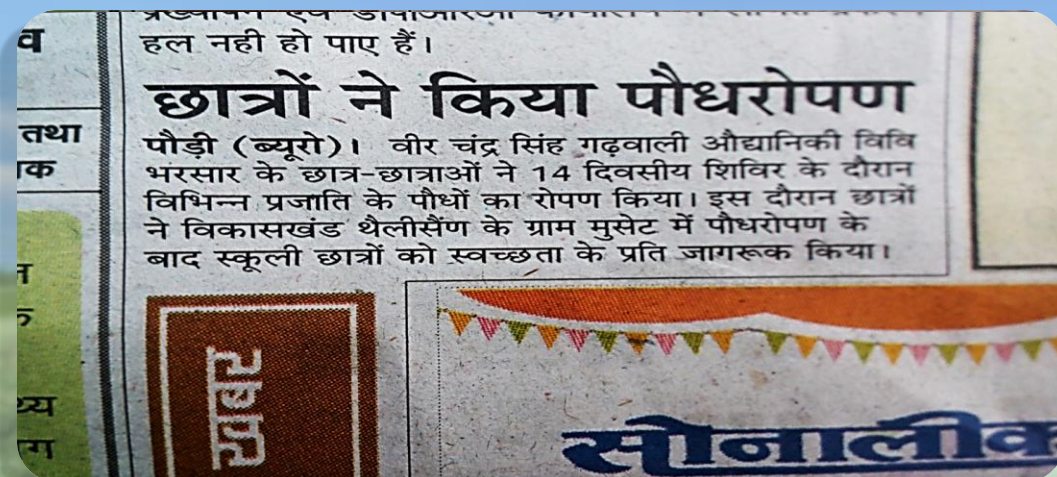 हल नही हो पाए हैं।
छात्रों ने किया पौधरोपण
पौड़ी (ब्यूरो)। वीर चंद्र सिंह गढ़वाली औद्यानिकी विवि
भरसार के छात्र-छात्राओं ने 14 दिवसीय शिविर के दौरान
विभिन्न प्रजाति के पौधों का रोपण किया। इस दौरान छात्रों
ने विकासखंड थैलीसैंण के ग्राम मुसेट में पौधरोपण के
बाद स्कूली छात्रों को स्वच्छता के प्रति जागरूक किया।
तथा
खबर